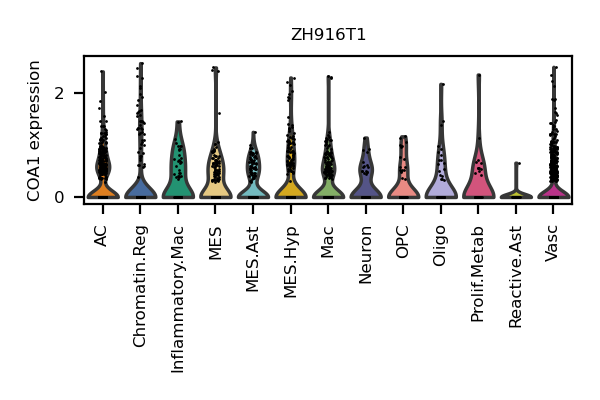 ZH916T1
COA1 expression
2
0
AC
Chromatin.Reg
Inflammatory.Mac
MES
MES.Ast
MES.Hyp
Mac
Neuron
OPC
Oligo
Prolif.Metab
Reactive.Ast
Vasc